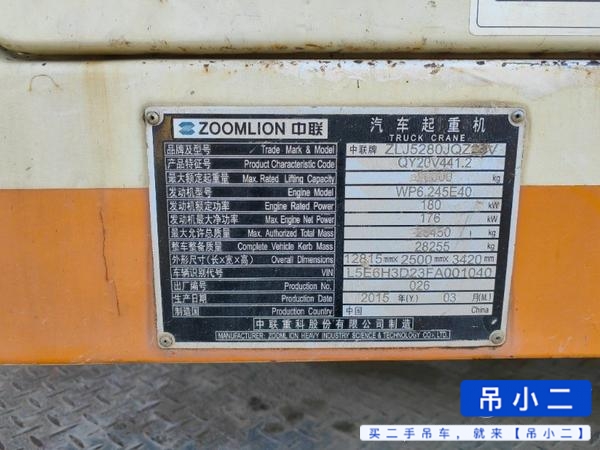 ZOOMLION 中联 汽车起重机
TRUCK CRANE
品牌及型号 Trade Mark & Model 中联牌
产品特征号 Product Characteristic Code QY20V441.2
最大额定起重量 Max. Rated Lifting Capacity kg
发动机型号 Engine Model WP6.245E40
发动机额定功率 Engine Rated Power 180 kW
发动机最大净功率 Max. Engine Net Power 176 kW
最大允许总质量 Max. Authorized Total Mass kg
整车整备质量 Complete Vehicle Kerb Mass 28255 kg
外形尺寸(长×宽×高) Overall Dimensions 12815 mm× 2500 mm× 3420 mm
车辆识别代号 VIN L5E6H3D23FA001040
出厂编号 Production No. 026
生产日期 Production Date 2015 年(Y.) 03 月(M.)
制造国 Production Country 中国 China
中联重科股份有限公司制造
MANUFACTURER: ZOOMLION HEAVY INDUSTRY SCIENCE & TECHNOLOGY CO., LTD.
吊小二
买二手吊车，就来【吊小二】